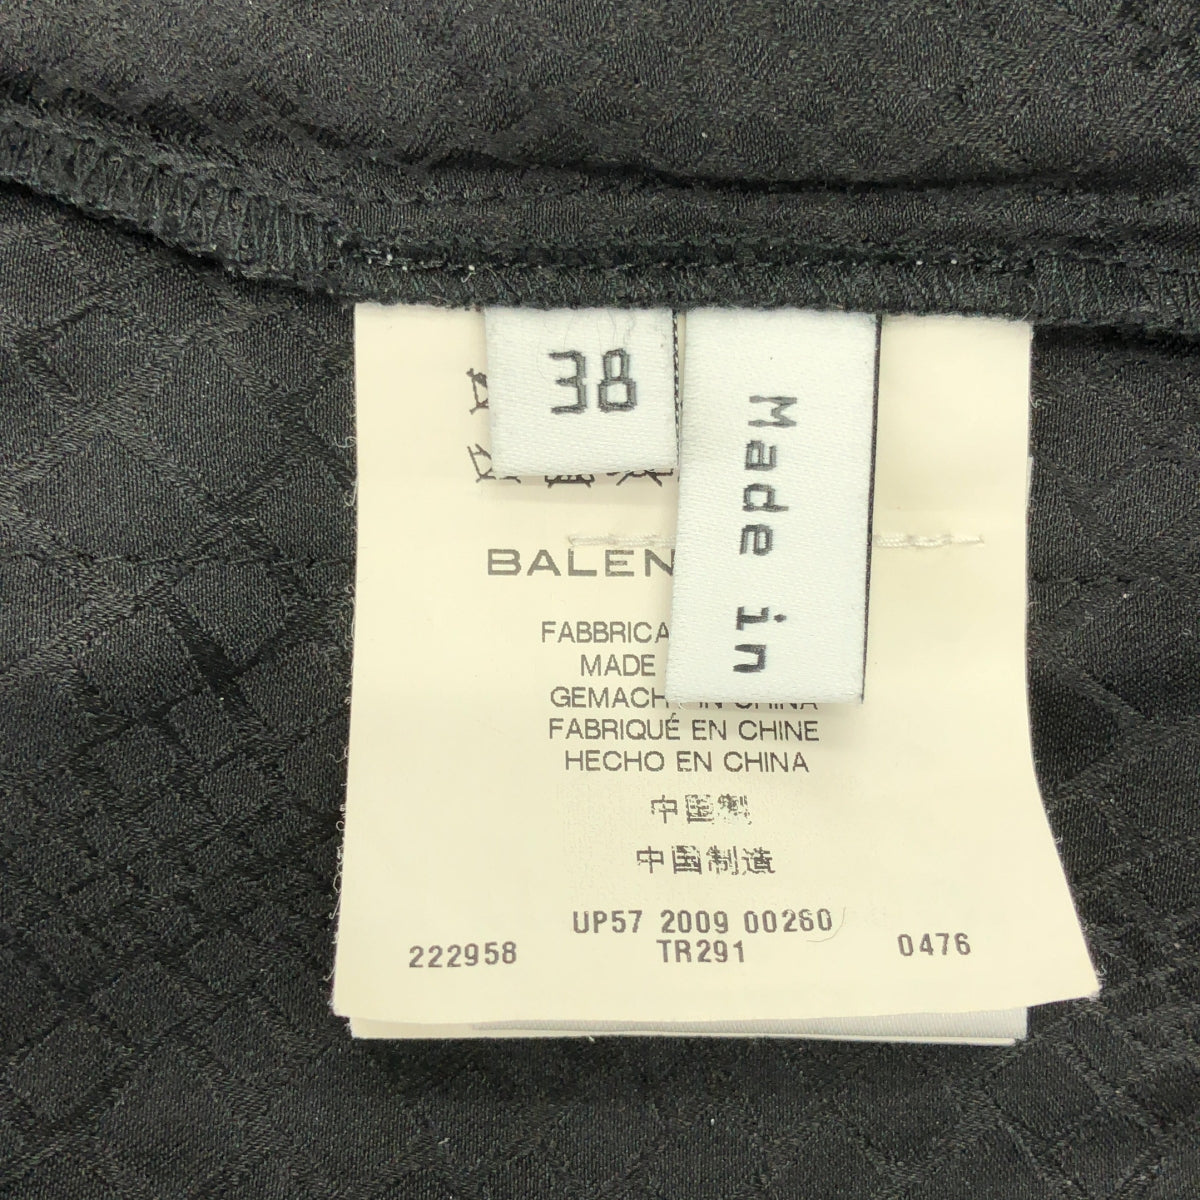 38
Made in
BALEN
FABBRICA
MADE
GEMACH IN CHINA
FABRIQUÉ EN CHINE
HECHO EN CHINA
中国製
中国制造
UP57 2009 00260
222958 TR291 0476